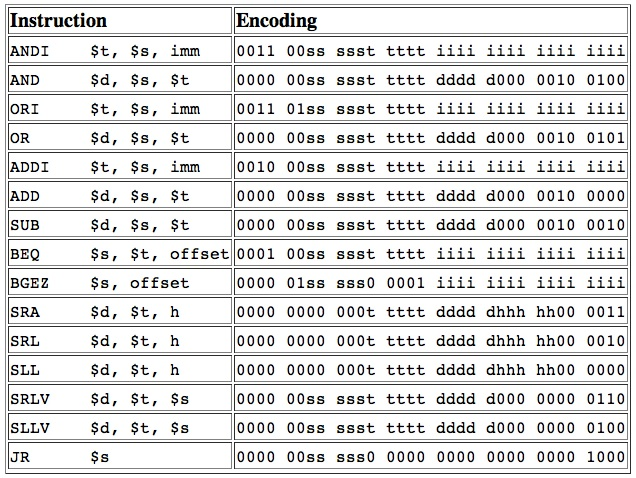 Instruction Encoding
ANDI $t, $s, imm 0011 00ss ssst tttt iiii iiii iiii iiii
AND $d, $s, $t 0000 00ss ssst tttt dddd d000 0010 0100
ORI $t, $s, imm 0011 01ss ssst tttt iiii iiii iiii iiii
OR $d, $s, $t 0000 00ss ssst tttt dddd d000 0010 0101
ADDI $t, $s, imm 0010 00ss ssst tttt iiii iiii iiii iiii
ADD $d, $s, $t 0000 00ss ssst tttt dddd d000 0010 0000
SUB $d, $s, $t 0000 00ss ssst tttt dddd d000 0010 0010
BEQ $s, $t, offset 0001 00ss ssst tttt iiii iiii iiii iiii
BGEZ $s, offset 0000 01ss sss0 0001 iiii iiii iiii iiii
SRA $d, $t, h 0000 0000 000t tttt dddd dhhh hh00 0011
SRL $d, $t, h 0000 0000 000t tttt dddd dhhh hh00 0010
SLL $d, $t, h 0000 0000 000t tttt dddd dhhh hh00 0000
SRLV $d, $t, $s 0000 00ss ssst tttt dddd d000 0000 0110
SLLV $d, $t, $s 0000 00ss ssst tttt dddd d000 0000 0100
JR $s 0000 00ss sss0 0000 0000 0000 0000 1000